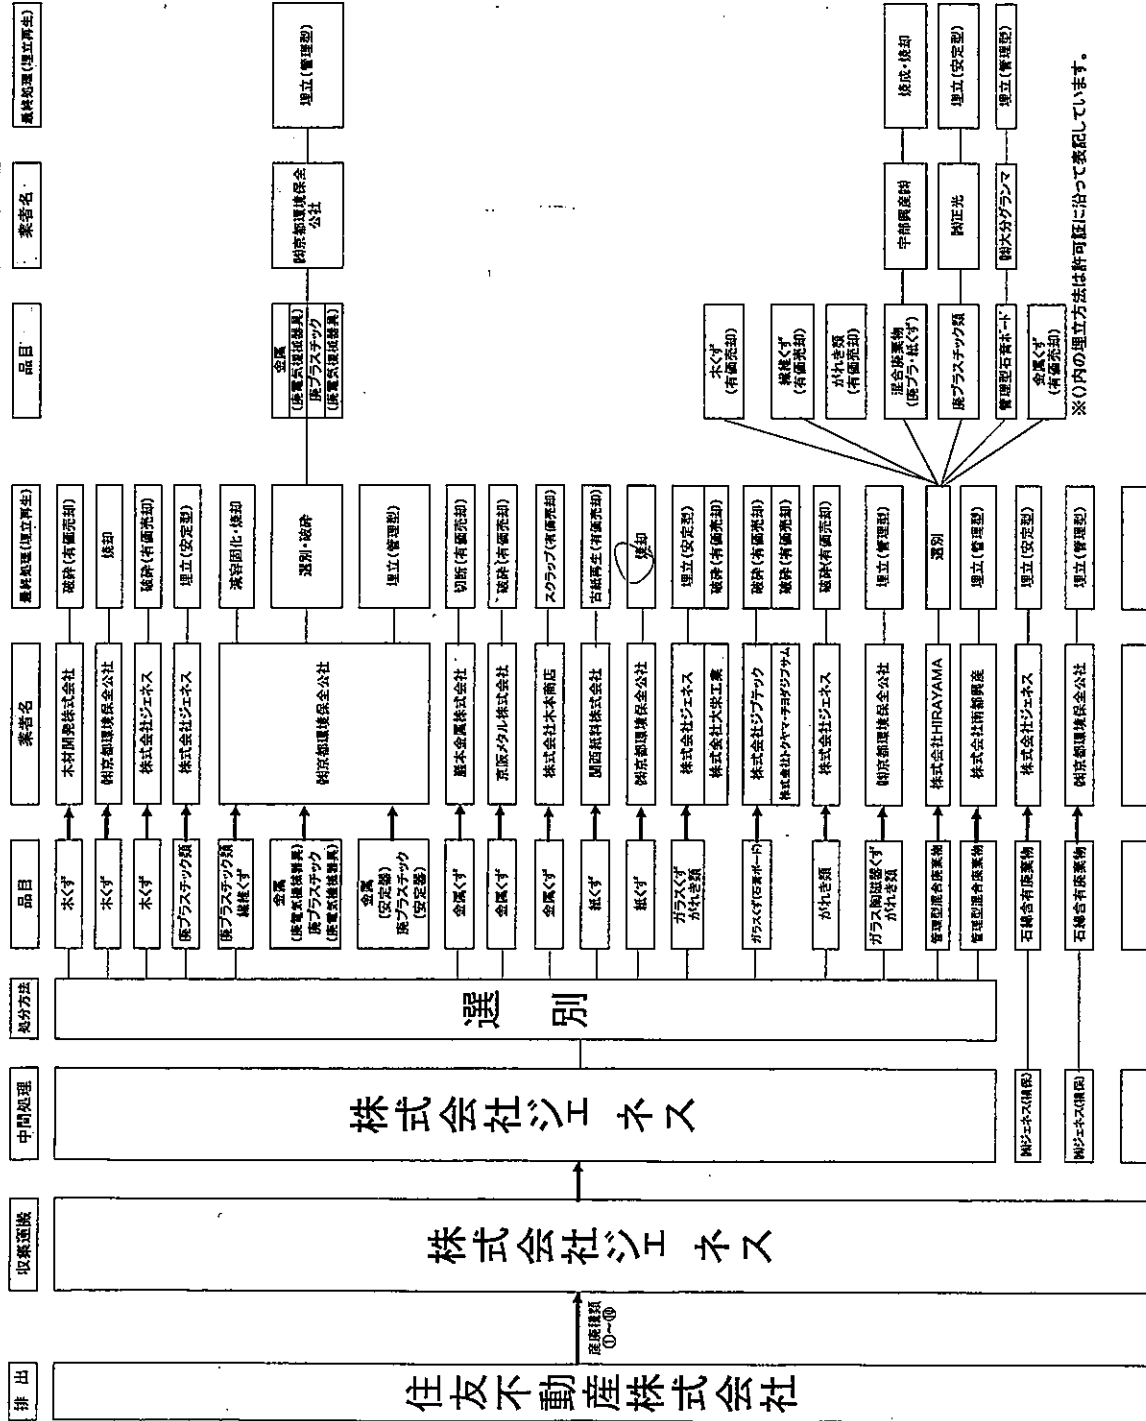 排 出
収集運搬
中間処理
処分方法
品目
業者名
最終処理(埋立再生)
品目
業者名
最終処理(埋立再生)
住友不動産株式会社
産廃種類
株式会社ジェネス
株式会社ジェネス
選 別
木くず
木材開発株式会社
破砕(有価売却)
木くず
㈱京都環境保全公社
焼却
木くず
株式会社ジェネス
破砕(有価売却)
廃プラスチック類
株式会社ジェネス
埋立(安定型)
廃プラスチック類
繊維くず
減容固化・焼却
金属
(廃電気機械器具)
廃プラスチック
(廃電気機械器具)
㈱京都環境保全公社
選別・破砕
金属
(廃電気機械器具)
廃プラスチック
(廃電気機械器具)
㈱京都環境保全
公社
埋立(管理型)
金属
(安定器)
廃プラスチック
(安定器)
埋立(管理型)
金属くず
巌本金属株式会社
切断(有価売却)
金属くず
京阪メタル株式会社
破砕(有価売却)
金属くず
株式会社木本商店
スクラップ(有価売却)
紙くず
関西紙料株式会社
古紙再生(有価売却)
紙くず
㈱京都環境保全公社
焼却
ガラスくず
がれき類
株式会社ジェネス
埋立(安定型)
株式会社大栄工業
破砕(有価売却)
ガラスくず(石膏ボード)
株式会社ジプテック
破砕(有価売却)
株式会社トクヤマ・チヨダジプサム
破砕(有価売却)
がれき類
株式会社ジェネス
破砕(有価売却)
ガラス陶磁器くず
がれき類
㈱京都環境保全公社
埋立(管理型)
管理型混合廃棄物
株式会社HIRAYAMA
選別
木くず
(有価売却)
繊維くず
(有価売却)
がれき類
(有価売却)
混合廃棄物
(廃プラ・紙くず)
宇部興産㈱
焼成・焼却
廃プラスチック類
㈱正光
埋立(安定型)
管理型石膏ボード
㈱大分グランマ
埋立(管理型)
金属くず
(有価売却)
管理型混合廃棄物
株式会社南都興産
埋立(管理型)
㈱ジェネス(積保)
石綿含有廃棄物
株式会社ジェネス
埋立(安定型)
㈱ジェネス(積保)
石綿含有廃棄物
㈱京都環境保全公社
埋立(管理型)
※()内の埋立方法は許可証に沿って表記しています。